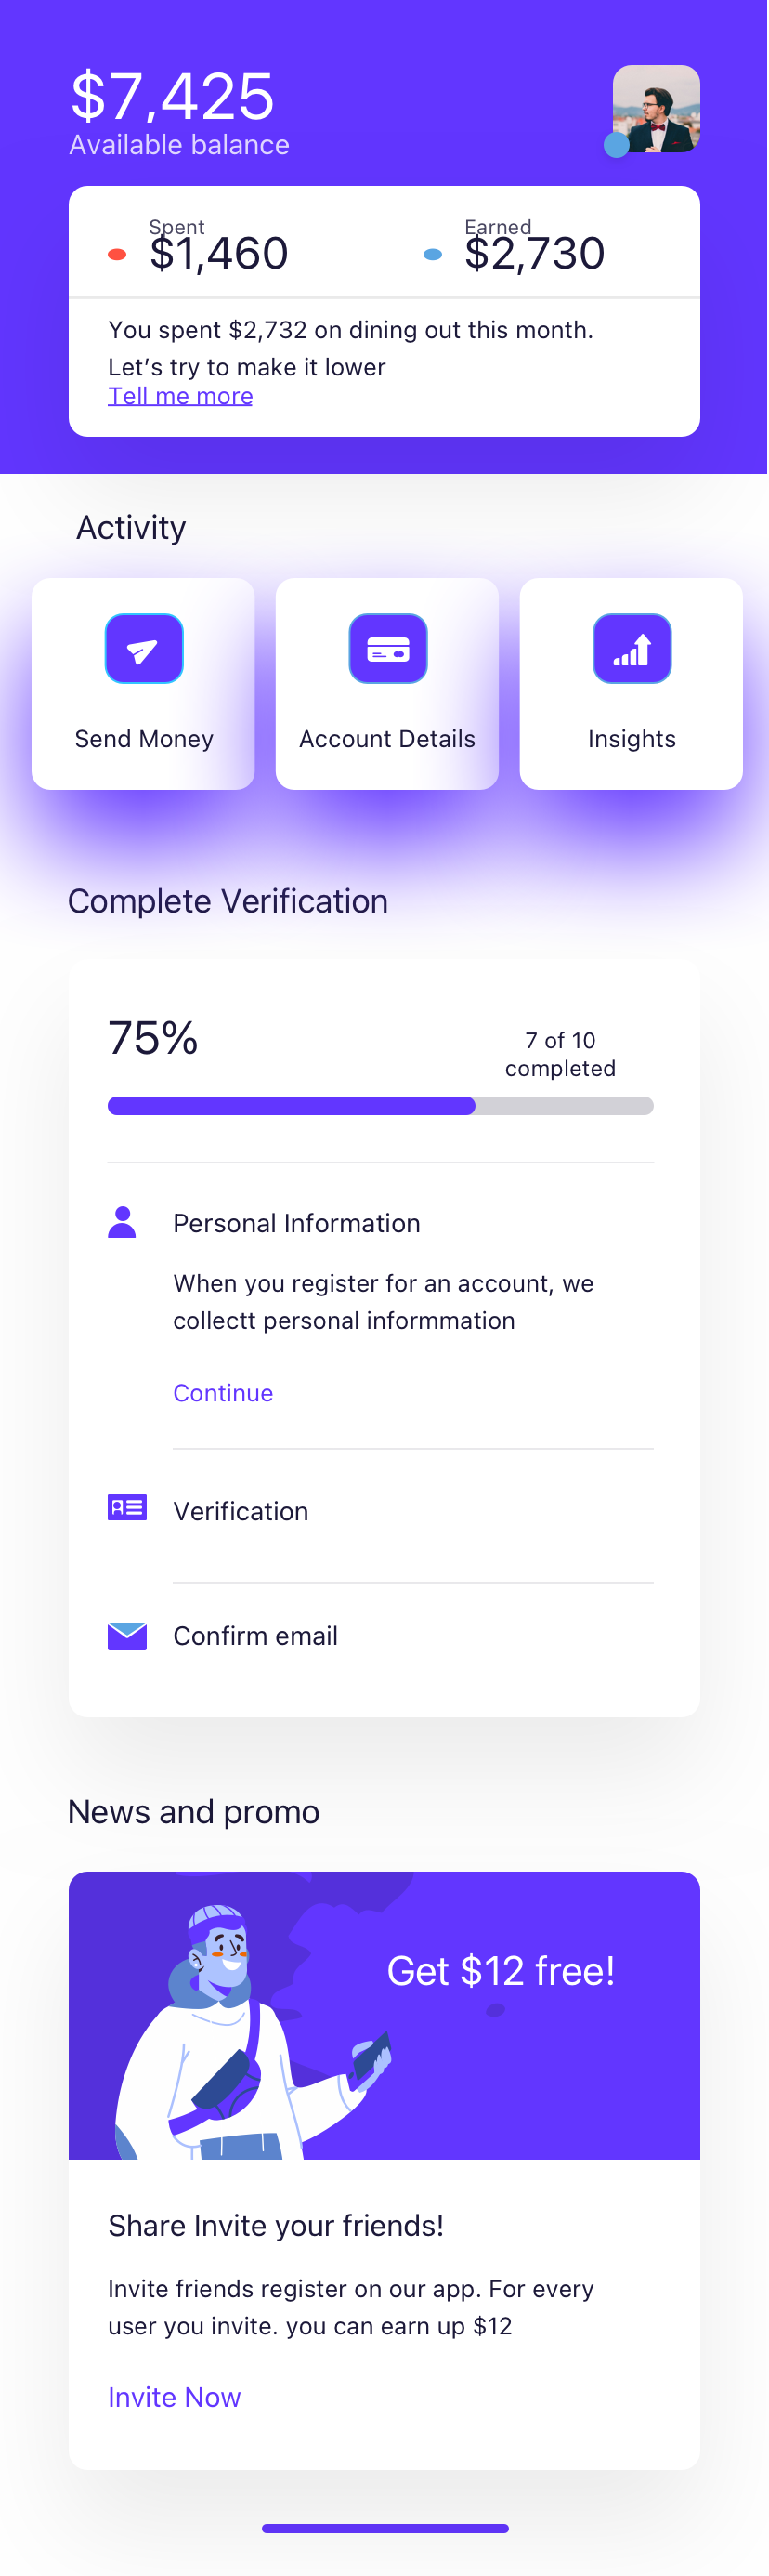 $7,425
Available balance
Spent
$1,460
Earned
$2,730
You spent $2,732 on dining out this month.
Let’s try to make it lower
Tell me more
Activity
Send Money
Account Details
Insights
Complete Verification
75%
7 of 10
completed
Personal Information
When you register for an account, we
collectt personal informmation
Continue
Verification
Confirm email
News and promo
Get $12 free!
Share Invite your friends!
Invite friends register on our app. For every
user you invite. you can earn up $12
Invite Now